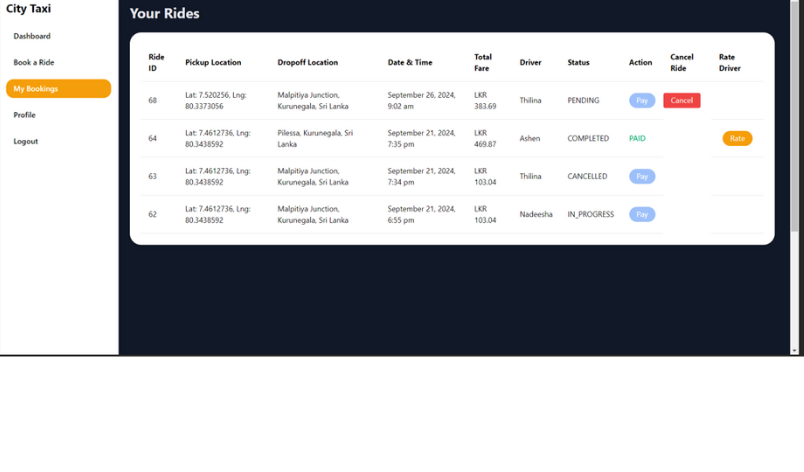 City Taxi
Your Rides
Dashboard
Book a Ride
My Bookings
Profile
Logout
Ride ID Pickup Location Dropoff Location Date & Time Total Fare Driver Status Action Cancel Ride Rate Driver
68 Lat: 7.520256, Lng: 80.3373056 Malpitiya Junction, Kurunegala, Sri Lanka September 26, 2024, 9:02 am LKR 383.69 Thilina PENDING Pay Cancel
64 Lat: 7.4612736, Lng: 80.3438592 Pilessa, Kurunegala, Sri Lanka September 21, 2024, 7:35 pm LKR 469.87 Ashen COMPLETED PAID Rate
63 Lat: 7.4612736, Lng: 80.3438592 Malpitiya Junction, Kurunegala, Sri Lanka September 21, 2024, 7:34 pm LKR 103.04 Thilina CANCELLED Pay
62 Lat: 7.4612736, Lng: 80.3438592 Malpitiya Junction, Kurunegala, Sri Lanka September 21, 2024, 6:55 pm LKR 103.04 Nadeesha IN_PROGRESS Pay